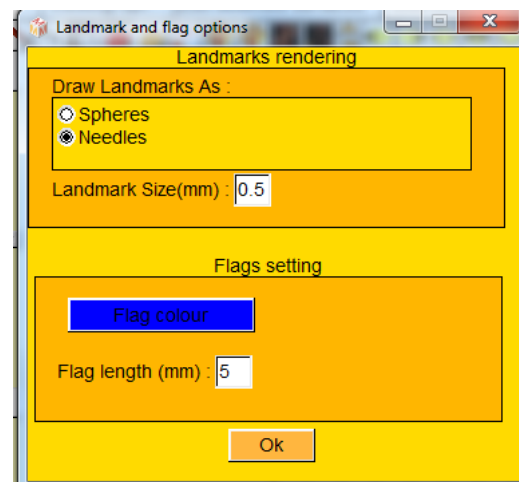 Landmark and flag options
Landmarks rendering
Draw Landmarks As :
Spheres
Needles
Landmark Size(mm) : 0.5
Flags setting
Flag colour
Flag length (mm) : 5
Ok